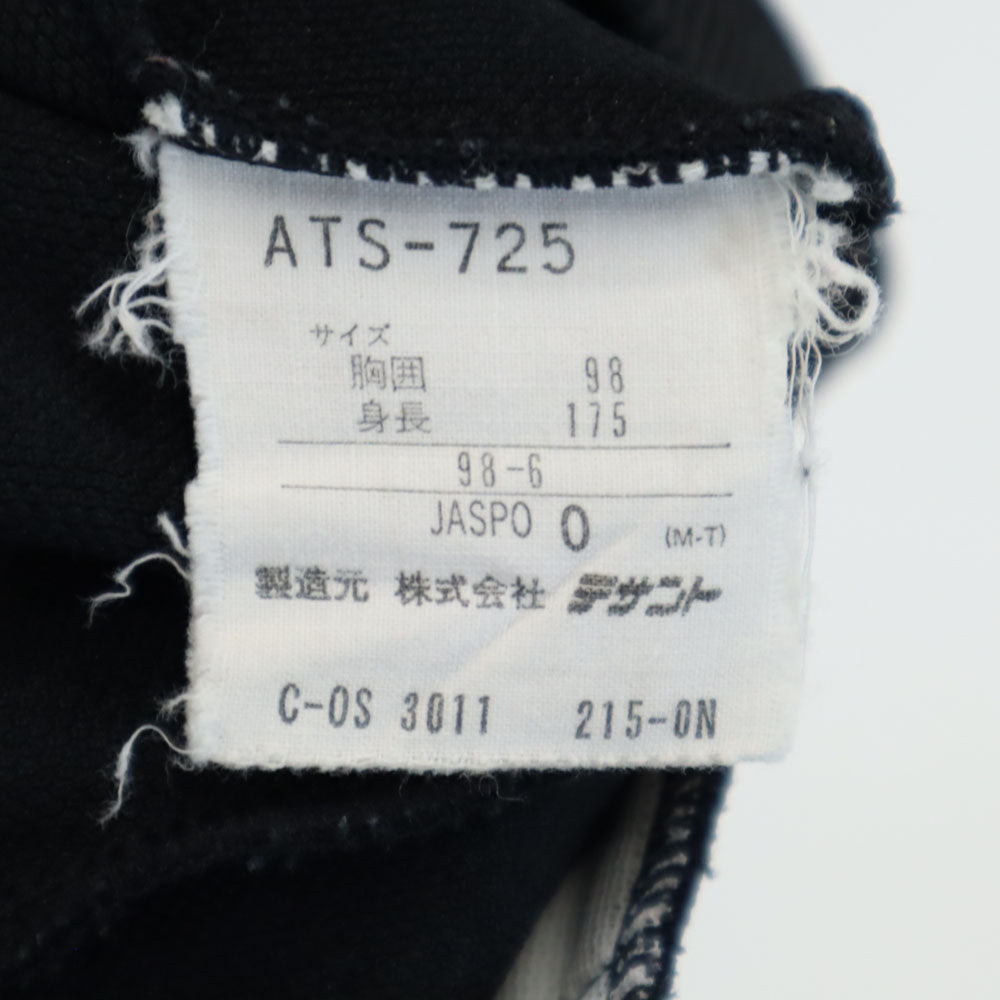 ATS-725
サイズ
胸囲 98
身長 175
98-6
JASPO O (M-T)
製造元 株式会社 デサント
C-OS 3011 215-ON